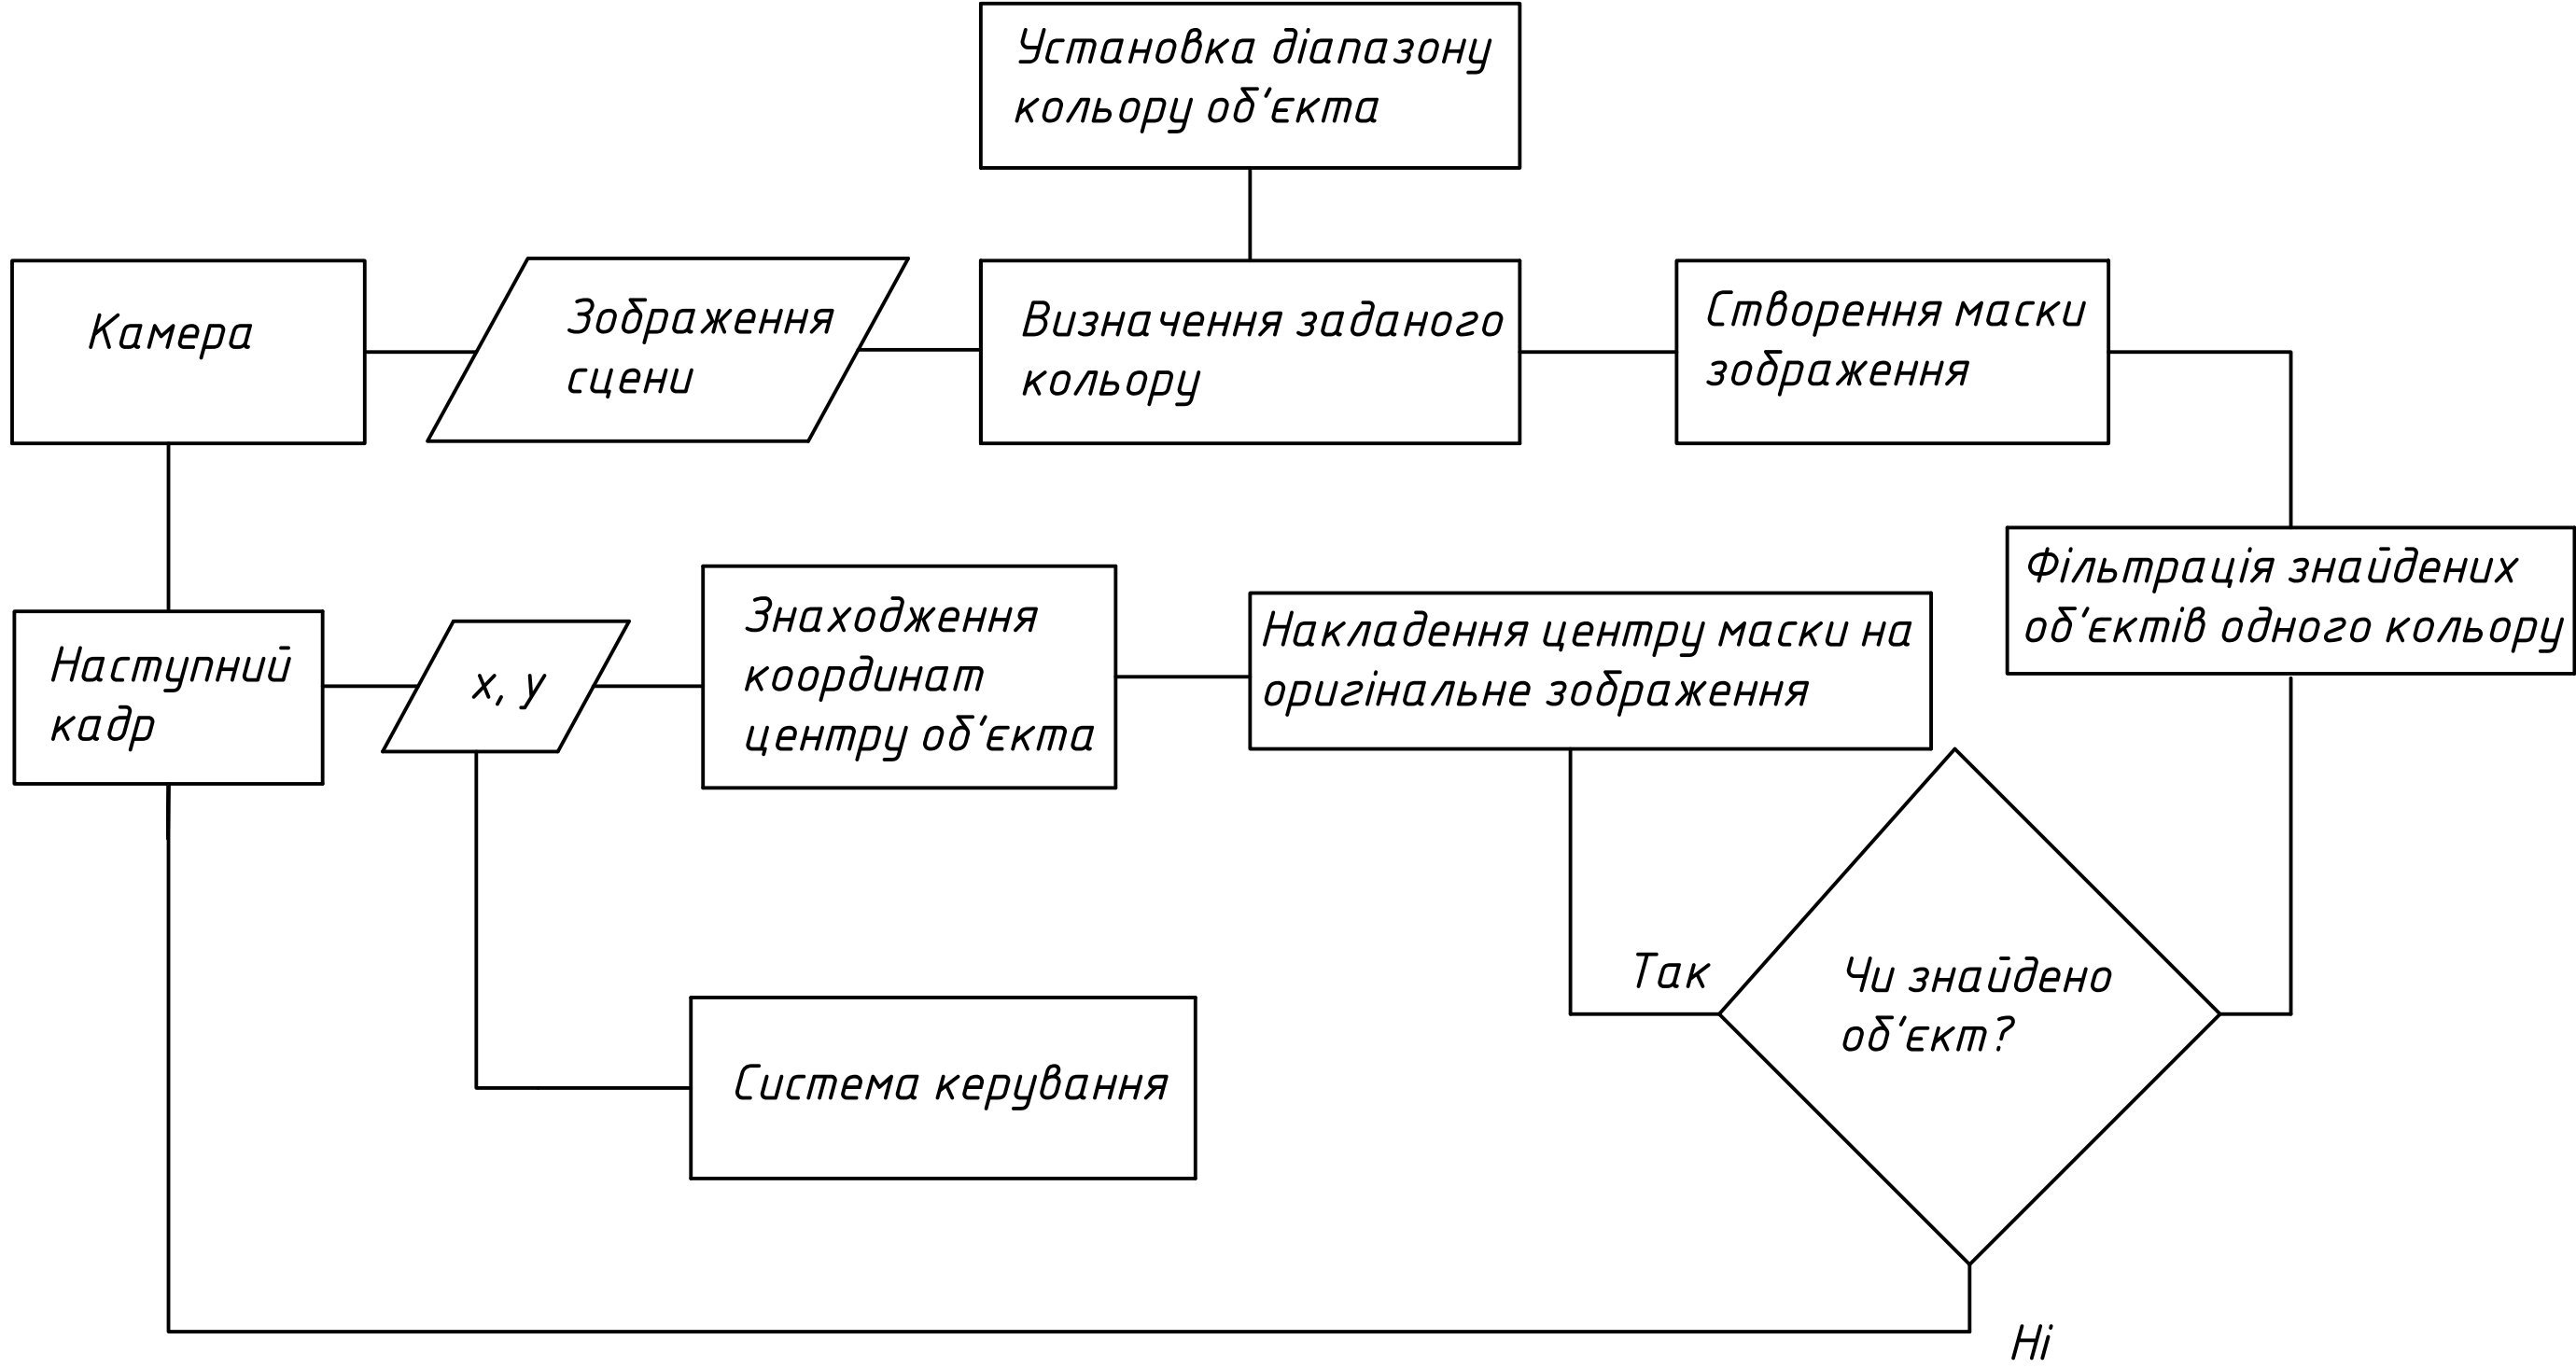 Установка діапазону
кольору об'єкта
Камера
Зображення
сцени
Визначення заданого
кольору
Створення маски
зображення
Фільтрація знайдених
об'єктів одного кольору
Наступний
кадр
x, y
Знаходження
координат
центру об'єкта
Накладення центру маски на
оригінальне зображення
Так
Чи знайдено
об'єкт?
Система керування
Ні